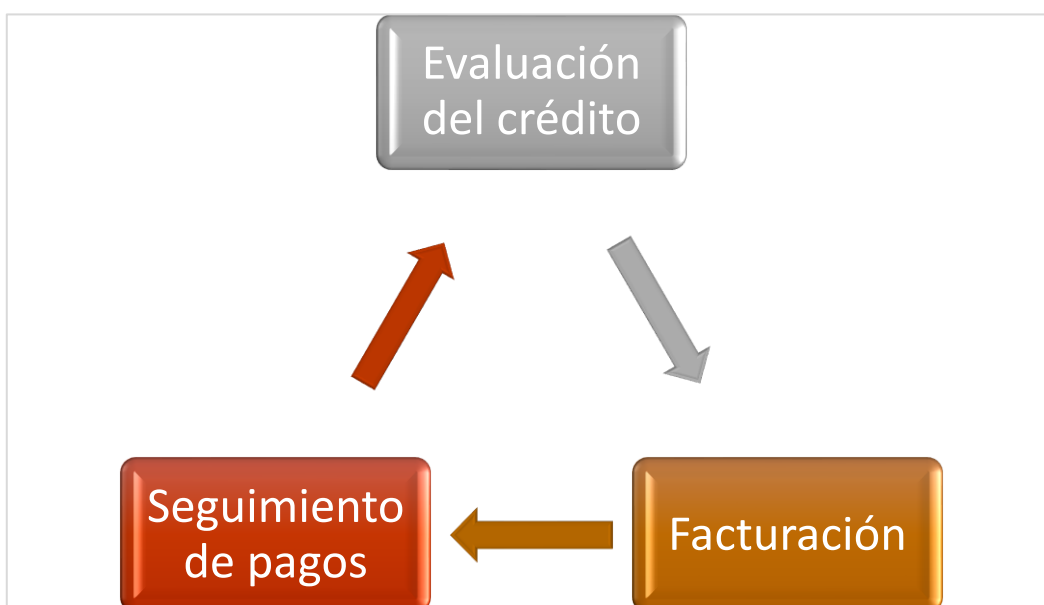 Evaluación
del crédito
Seguimiento
de pagos
Facturación